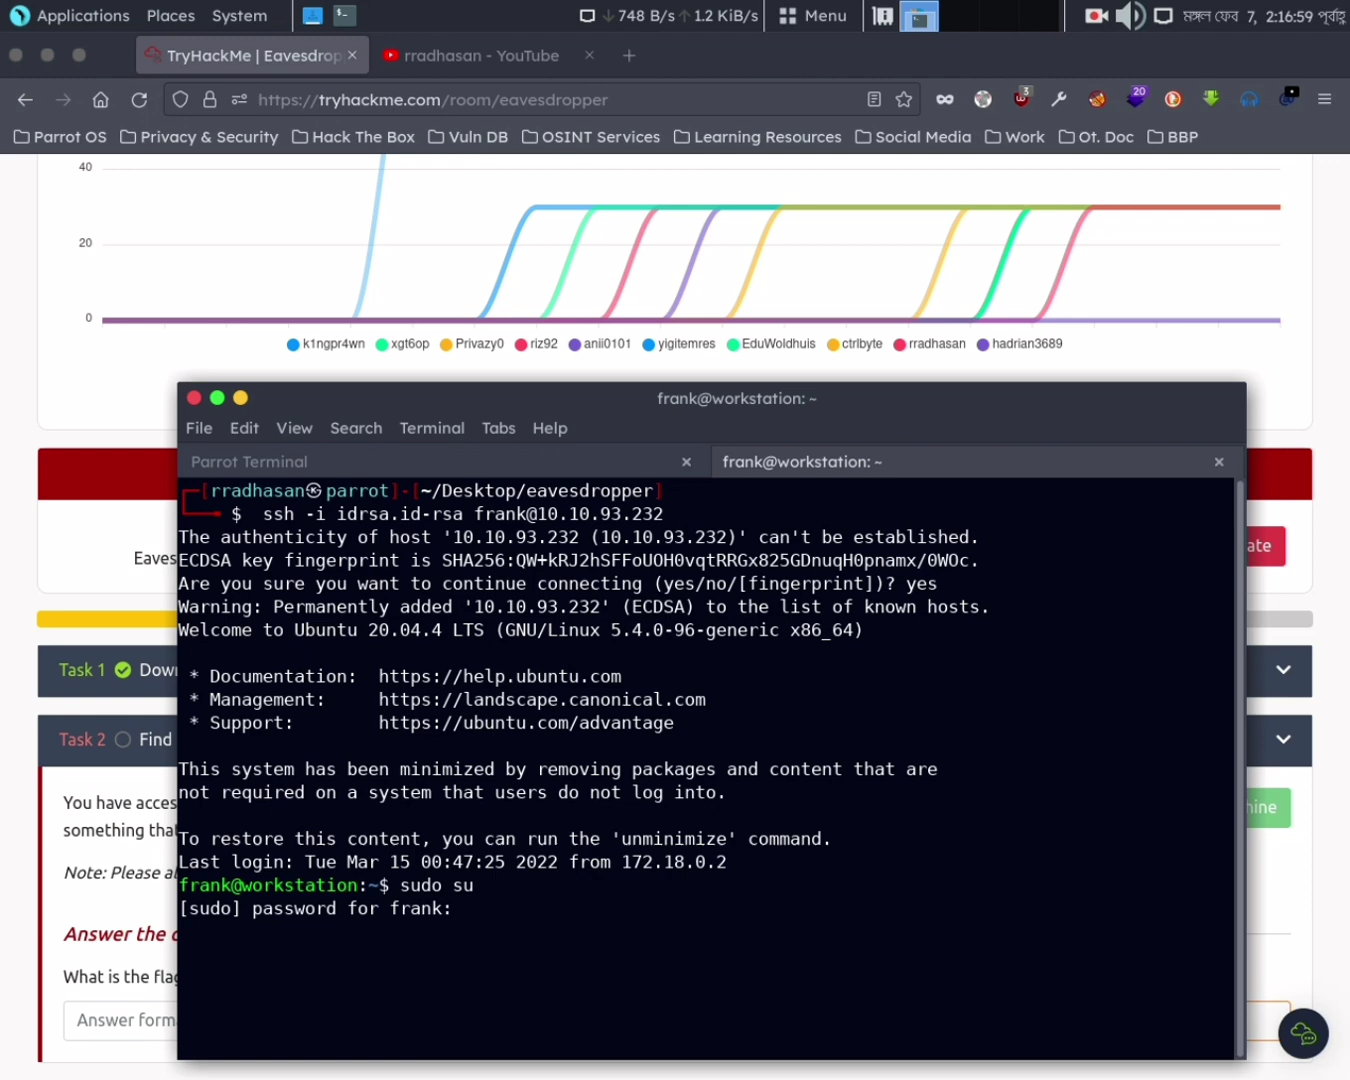 Applications Places System
748 B/s 1.2 KiB/s
Menu
মঙ্গল ফেব 7, 2:16:59 পূর্বাহ্ণ
TryHackMe | Eavesdrop
rradhasan - YouTube
https://tryhackme.com/room/eavesdropper
3
20
Parrot OS Privacy & Security Hack The Box Vuln DB OSINT Services Learning Resources Social Media Work Ot. Doc BBP
40
20
0
k1ngpr4wn xgt6op Privazy0 riz92 anii0101 yigitemres EduWoldhuis ctrlbyte rradhasan hadrian3689
frank@workstation: ~
File Edit View Search Terminal Tabs Help
Parrot Terminal
frank@workstation: ~
[rradhasan㉿parrot]-[~/Desktop/eavesdropper]
$ ssh -i idrsa.id-rsa frank@10.10.93.232
The authenticity of host '10.10.93.232 (10.10.93.232)' can't be established.
ECDSA key fingerprint is SHA256:QW+kRJ2hSFFoUOH0vqtRRGx825GDnuqH0pnamx/0WOc.
Are you sure you want to continue connecting (yes/no/[fingerprint])? yes
Warning: Permanently added '10.10.93.232' (ECDSA) to the list of known hosts.
Welcome to Ubuntu 20.04.4 LTS (GNU/Linux 5.4.0-96-generic x86_64)
* Documentation: https://help.ubuntu.com
* Management: https://landscape.canonical.com
* Support: https://ubuntu.com/advantage
This system has been minimized by removing packages and content that are
not required on a system that users do not log into.
To restore this content, you can run the 'unminimize' command.
Last login: Tue Mar 15 00:47:25 2022 from 172.18.0.2
frank@workstation:~$ sudo su
[sudo] password for frank:
Eaves
ate
Task 1 Down
Task 2 Find
You have acces
something tha
hine
Note: Please al
Answer the
What is the flag
Answer form